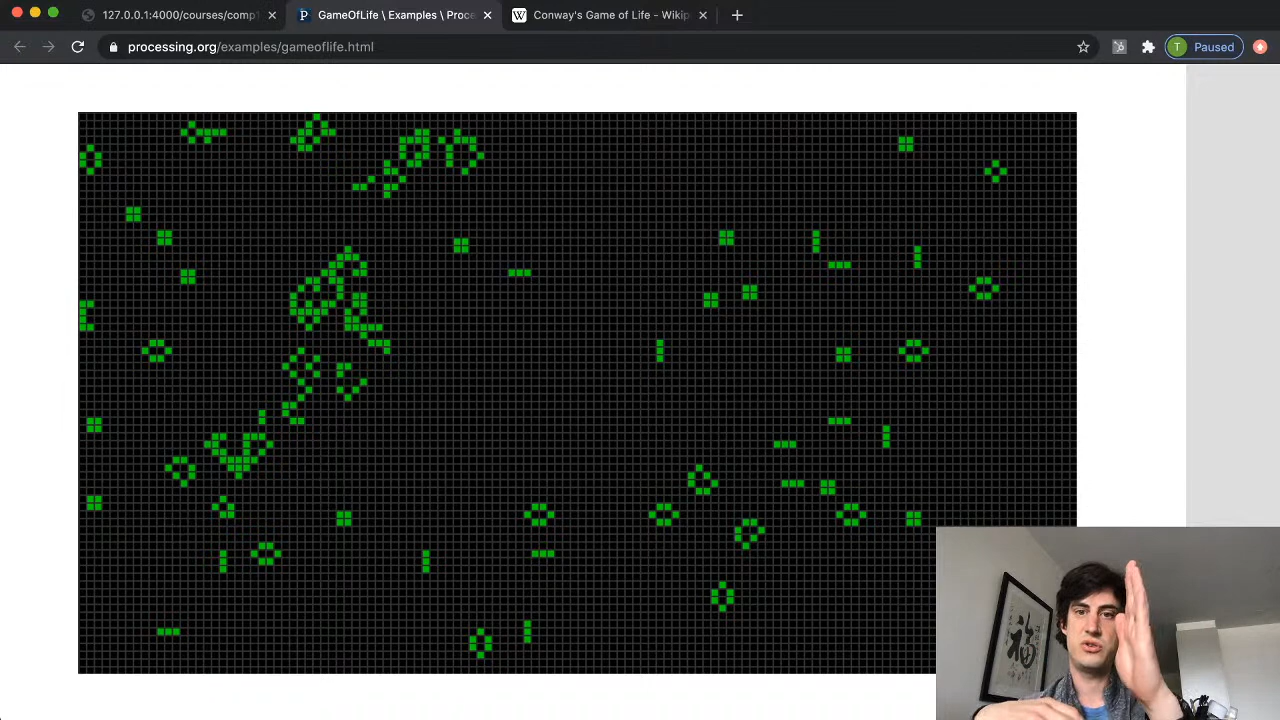 127.0.0.1:4000/courses/comp
GameOfLife \ Examples \ Proce
Conway's Game of Life - Wikip
processing.org/examples/gameoflife.html
T Paused
福